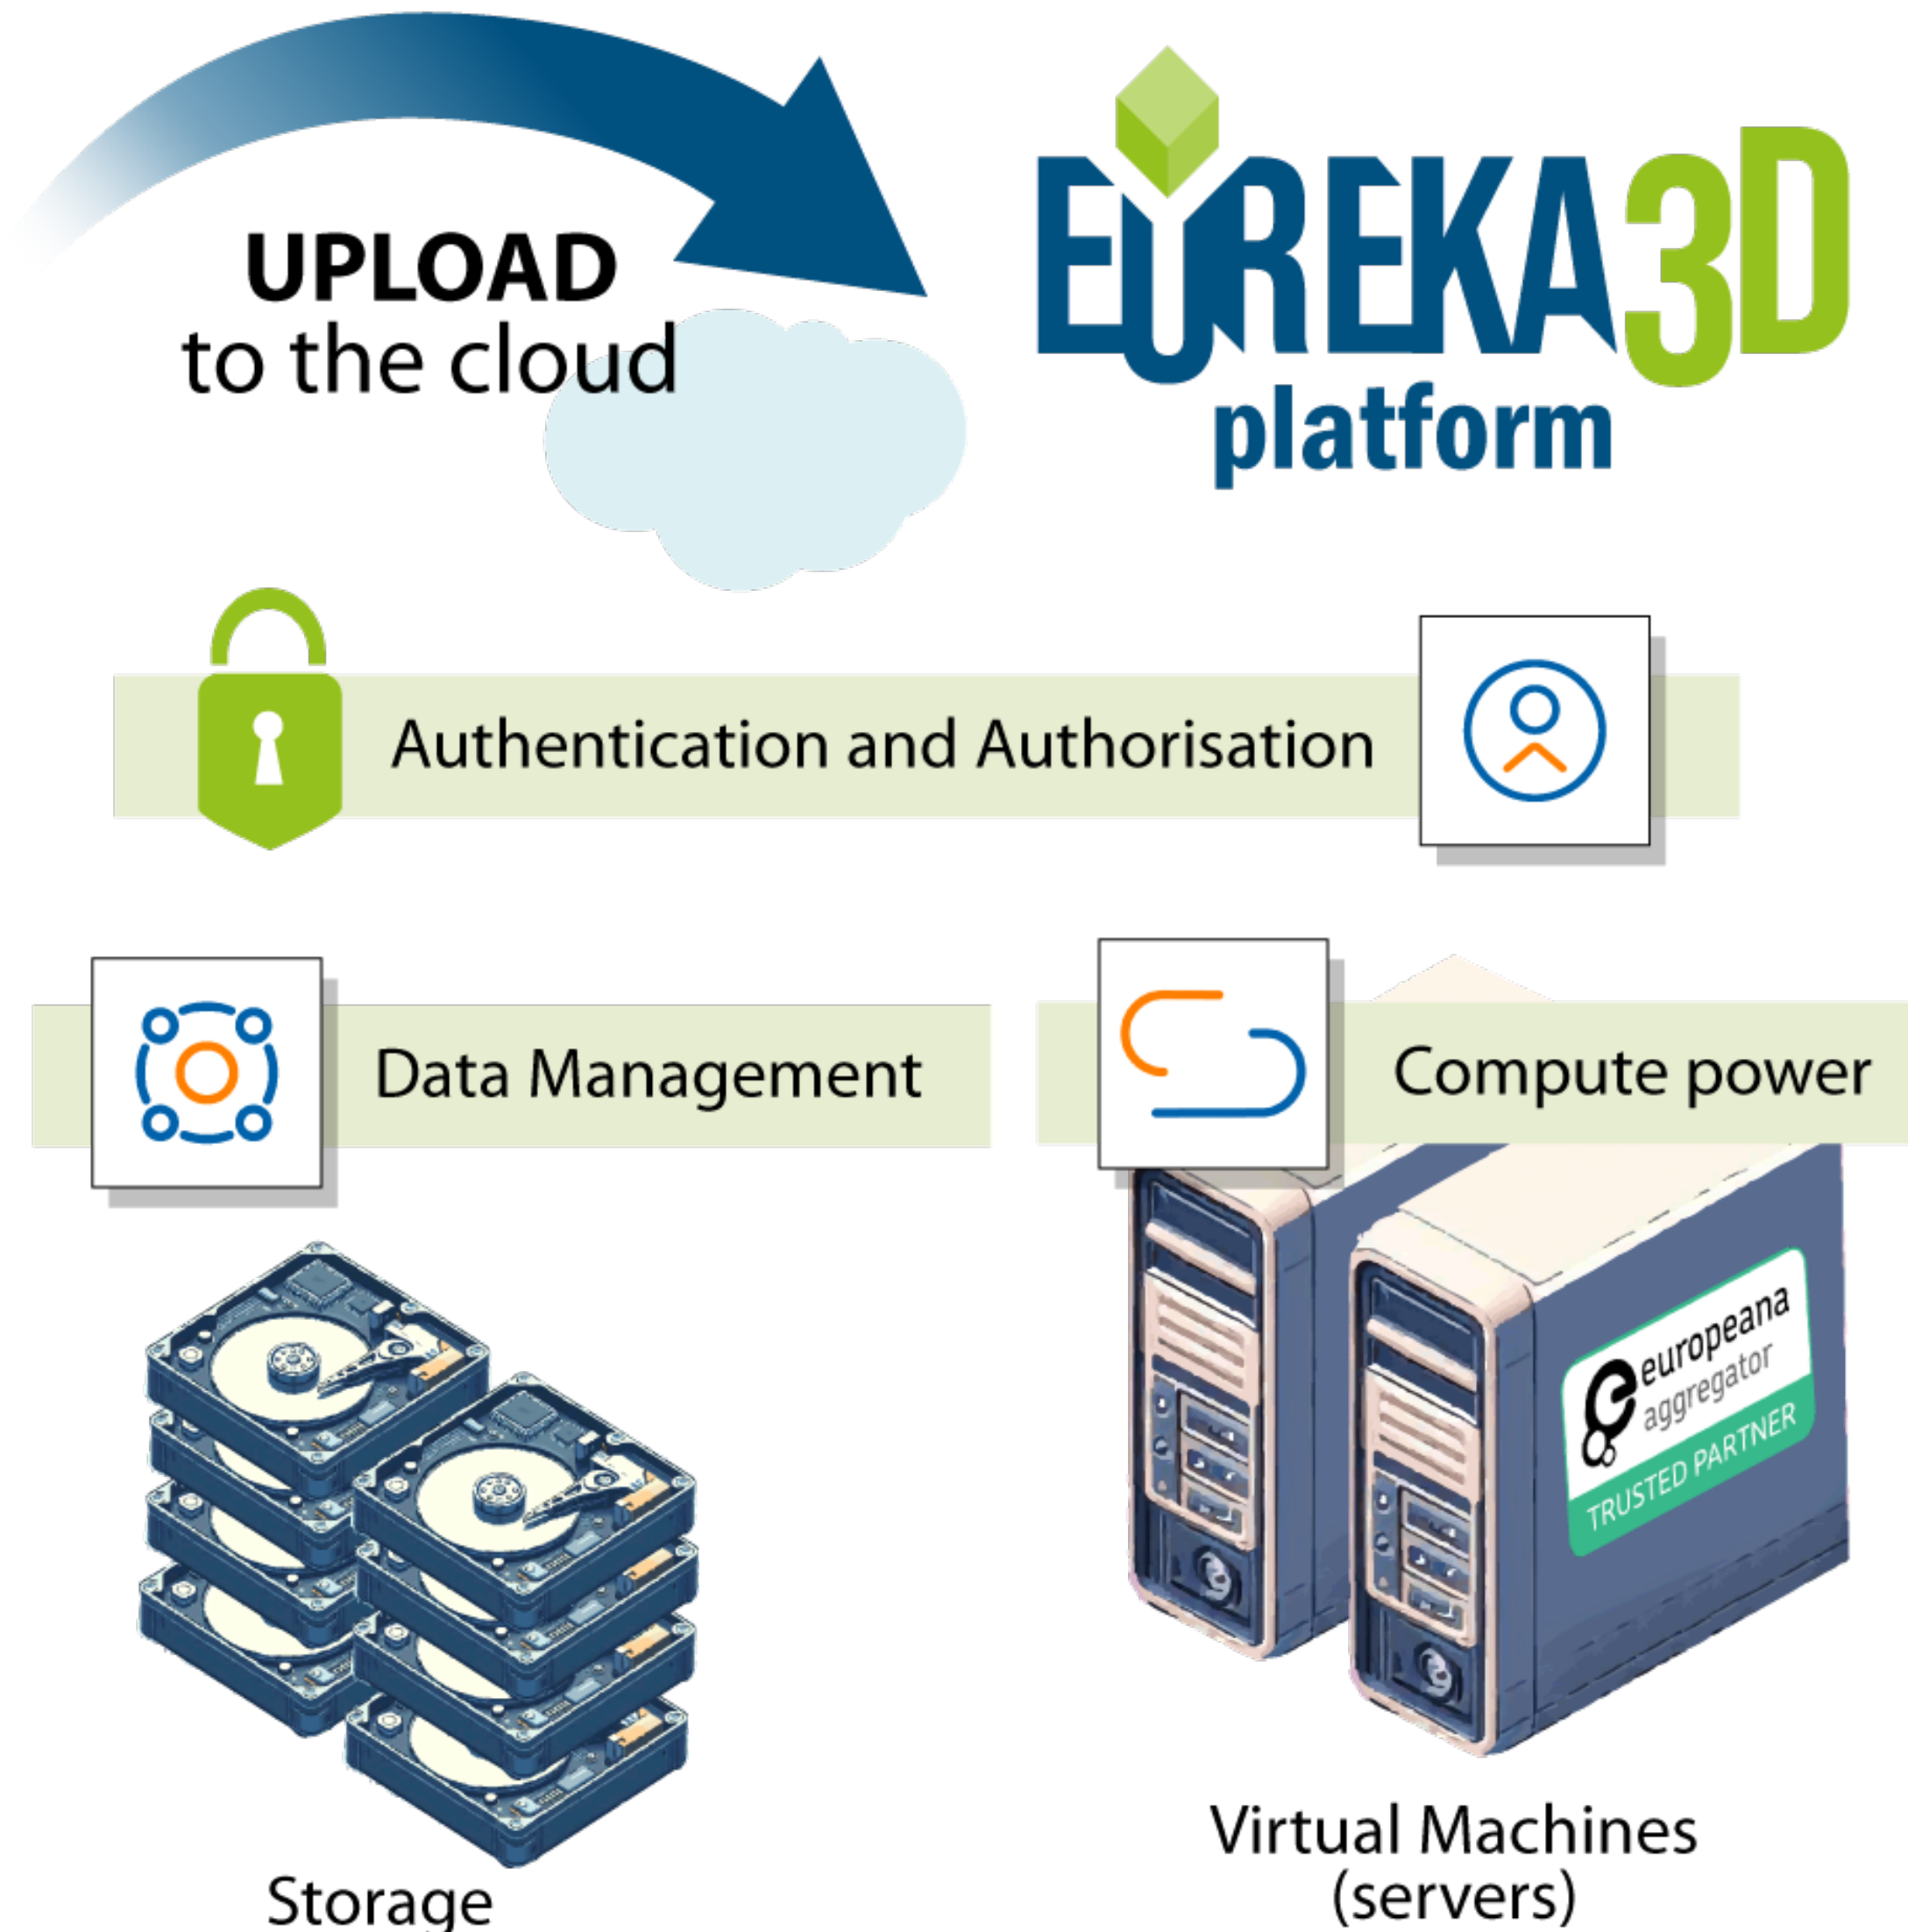 UPLOAD
to the cloud
EUREKA3D
platform
Authentication and Authorisation
Data Management
Compute power
europeana
aggregator
TRUSTED PARTNER
Storage
Virtual Machines
(servers)